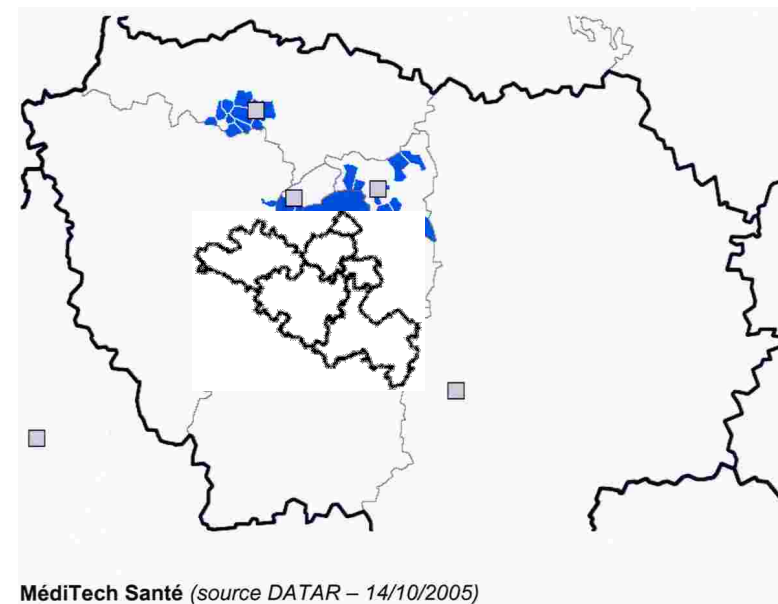 MédiTech Santé (source DATAR – 14/10/2005)